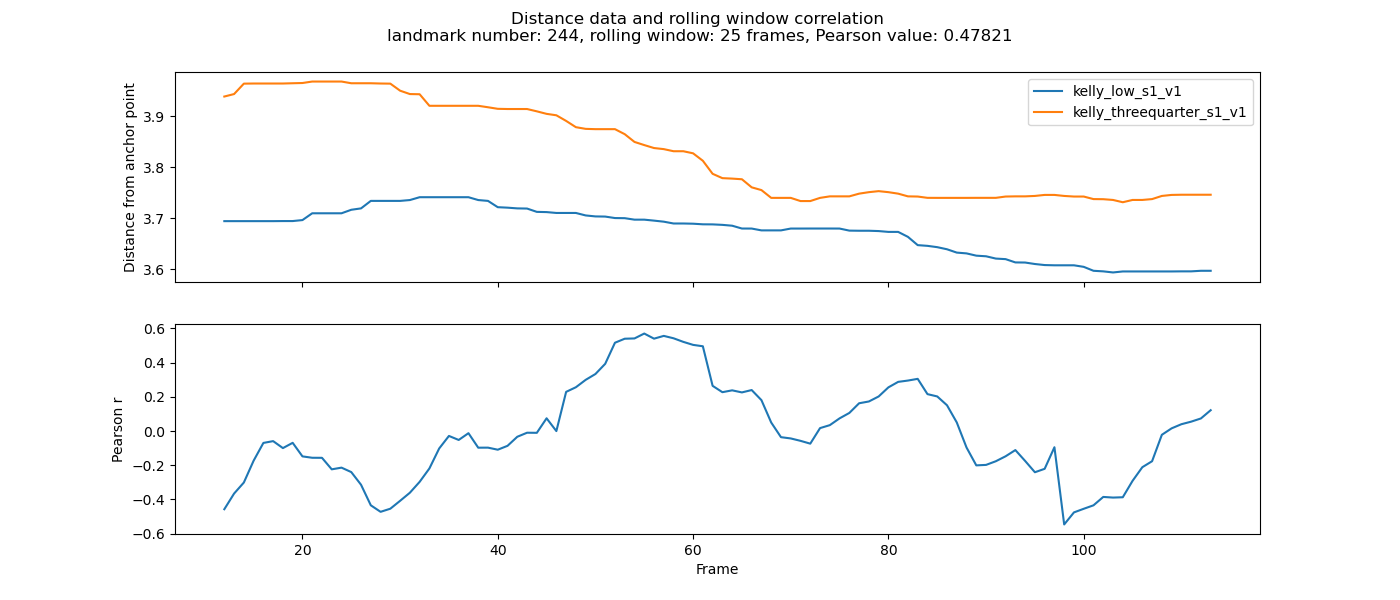 Distance data and rolling window correlation
landmark number: 244, rolling window: 25 frames, Pearson value: 0.47821
Distance from anchor point
3.9
3.8
3.7
3.6
kelly_low_s1_v1
kelly_threequarter_s1_v1
Pearson r
0.6
0.4
0.2
0.0
−0.2
−0.4
−0.6
20
40
60
80
100
Frame